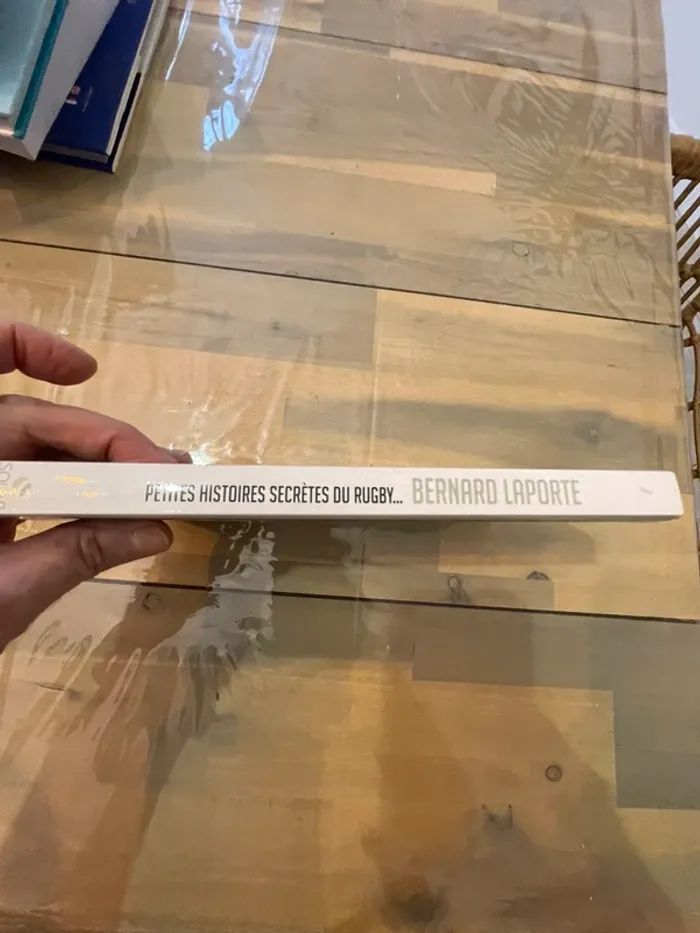 PETITES HISTOIRES SECRÈTES DU RUGBY... BERNARD LAPORTE